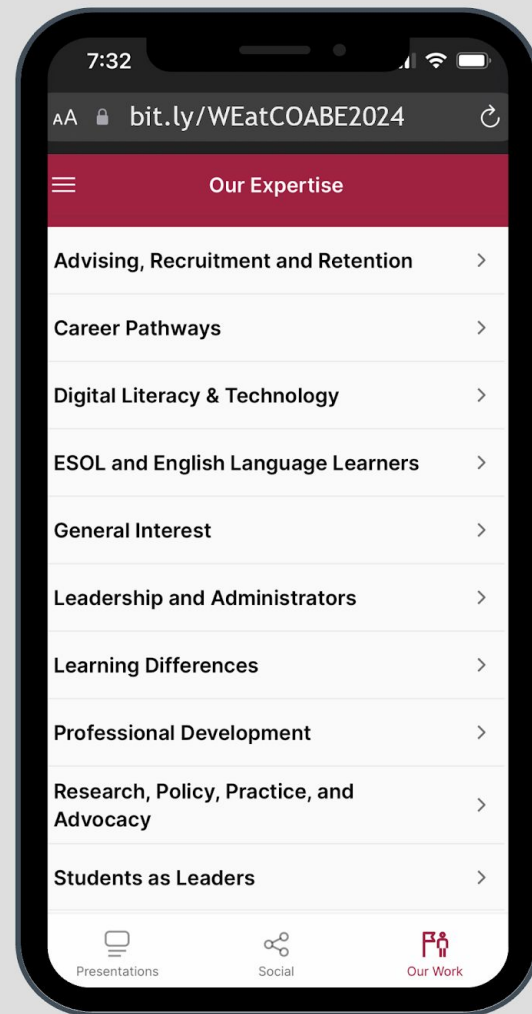 7:32
AA bit.ly/WEatCOABE2024
Our Expertise
Advising, Recruitment and Retention
Career Pathways
Digital Literacy & Technology
ESOL and English Language Learners
General Interest
Leadership and Administrators
Learning Differences
Professional Development
Research, Policy, Practice, and
Advocacy
Students as Leaders
Presentations
Social
Our Work